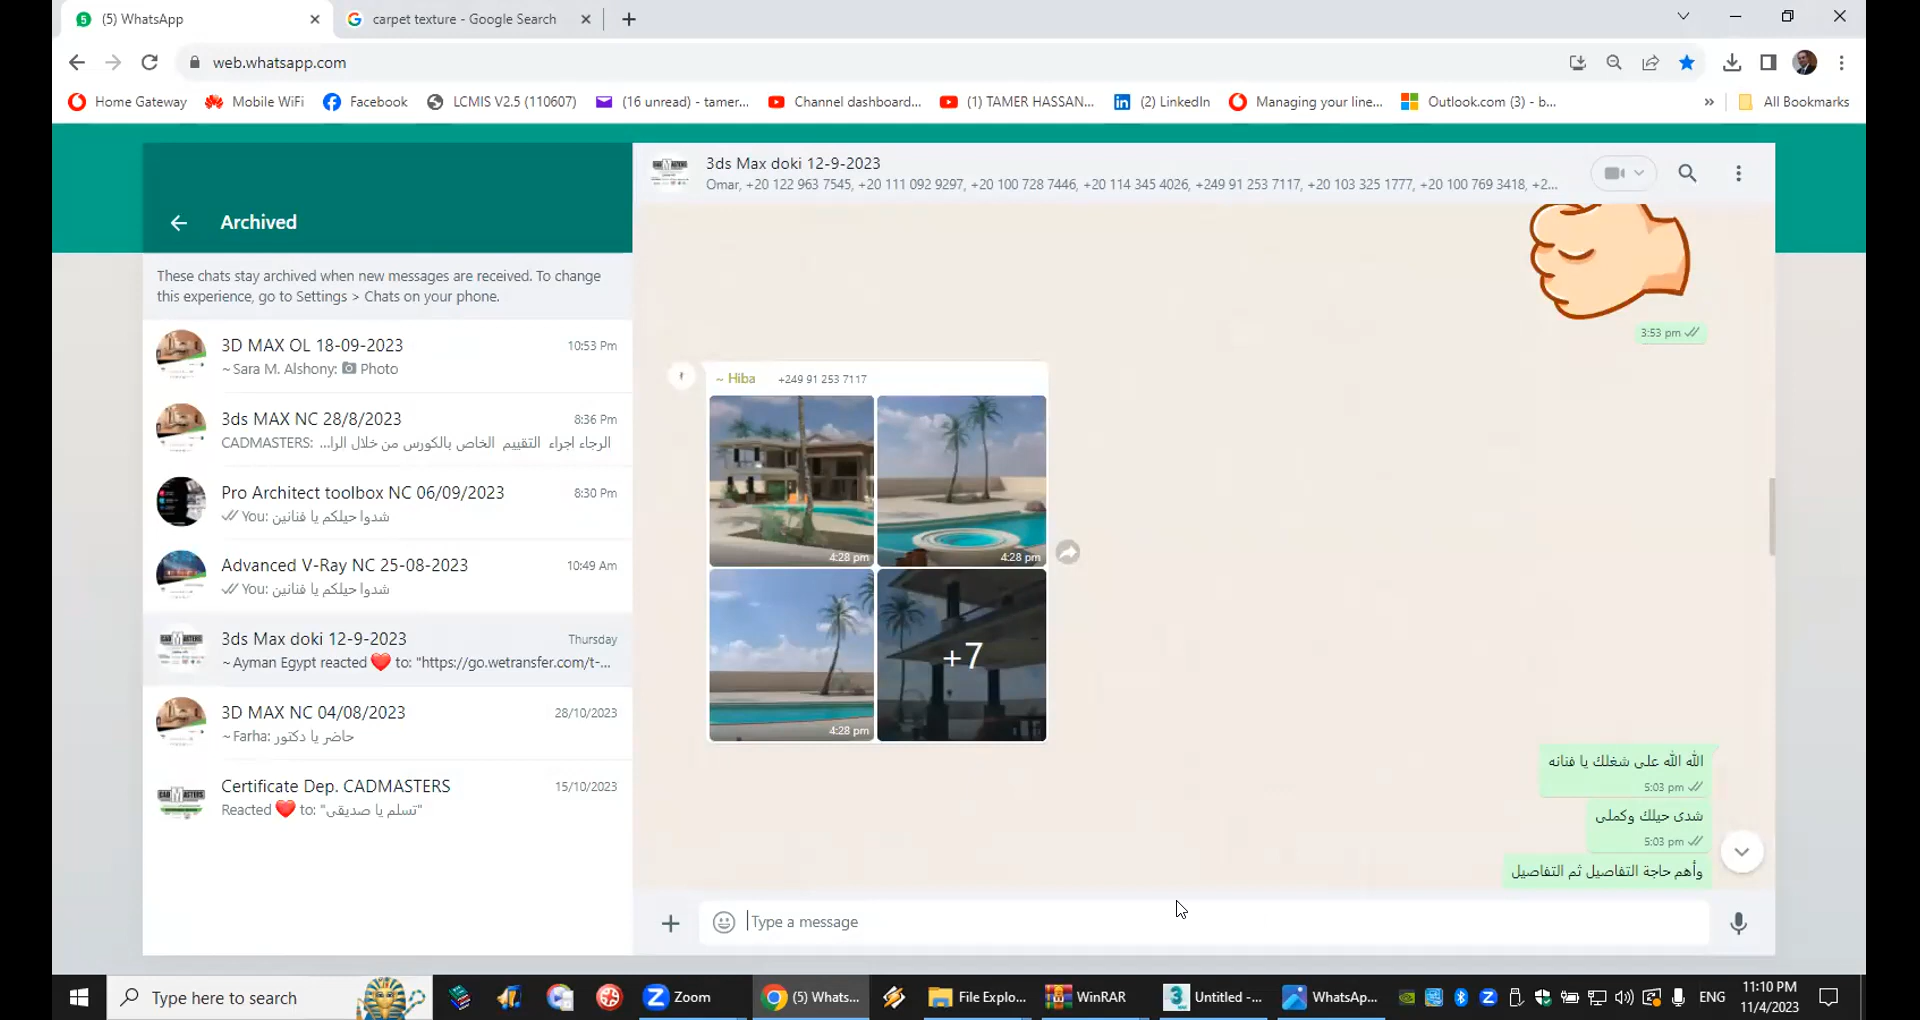 (5) WhatsApp
carpet texture - Google Search
web.whatsapp.com
Home Gateway
Mobile WiFi
Facebook
LCMIS V2.5 (110607)
(16 unread) - tamer...
Channel dashboard...
(1) TAMER HASSAN...
(2) LinkedIn
Managing your line...
Outlook.com (3) - b...
»
All Bookmarks
Archived
These chats stay archived when new messages are received. To change
this experience, go to Settings > Chats on your phone.
3D MAX OL 18-09-2023
10:53 Pm
~ Sara M. Alshony: Photo
3ds MAX NC 28/8/2023
8:36 Pm
CADMASTERS: الرجاء اجراء التقييم الخاص بالكورس من خلال الرا...
Pro Architect toolbox NC 06/09/2023
8:30 Pm
You: شدوا حيلكم يا فنانين
Advanced V-Ray NC 25-08-2023
10:49 Am
You: شدوا حيلكم يا فنانين
3ds Max doki 12-9-2023
Thursday
~ Ayman Egypt reacted ❤️ to: "https://go.wetransfer.com/t-...
3D MAX NC 04/08/2023
28/10/2023
~ Farha: حاضر يا دكتور
Certificate Dep. CADMASTERS
15/10/2023
Reacted ❤️ to: "تسلم يا صديقى"
3ds Max doki 12-9-2023
Omar, +20 122 963 7545, +20 111 092 9297, +20 100 728 7446, +20 114 345 4026, +249 91 253 7117, +20 103 325 1777, +20 100 769 3418, +2...
3:53 pm
~ Hiba +249 91 253 7117
4:28 pm
4:28 pm
4:28 pm
+7
الله الله على شغلك يا فنانه
5:03 pm
شدى حيلك وكملى
5:03 pm
وأهم حاجة التفاصيل ثم التفاصيل
Type a message
Type here to search
Zoom
(5) Whats...
File Explo...
WinRAR
Untitled -...
WhatsAp...
ENG
11:10 PM
11/4/2023